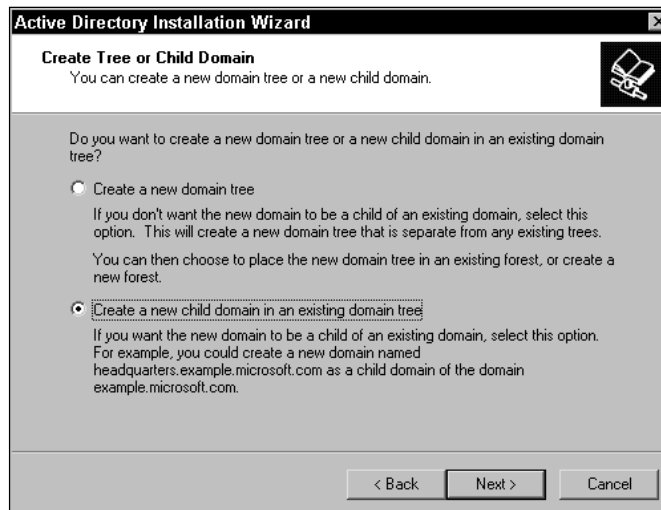 Active Directory Installation Wizard
Create Tree or Child Domain
You can create a new domain tree or a new child domain.
Do you want to create a new domain tree or a new child domain in an existing domain
tree?
Create a new domain tree
If you don't want the new domain to be a child of an existing domain, select this
option. This will create a new domain tree that is separate from any existing trees.
You can then choose to place the new domain tree in an existing forest, or create a
new forest.
Create a new child domain in an existing domain tree
If you want the new domain to be a child of an existing domain, select this option.
For example, you could create a new domain named
headquarters.example.microsoft.com as a child domain of the domain
example.microsoft.com.
< Back
Next >
Cancel